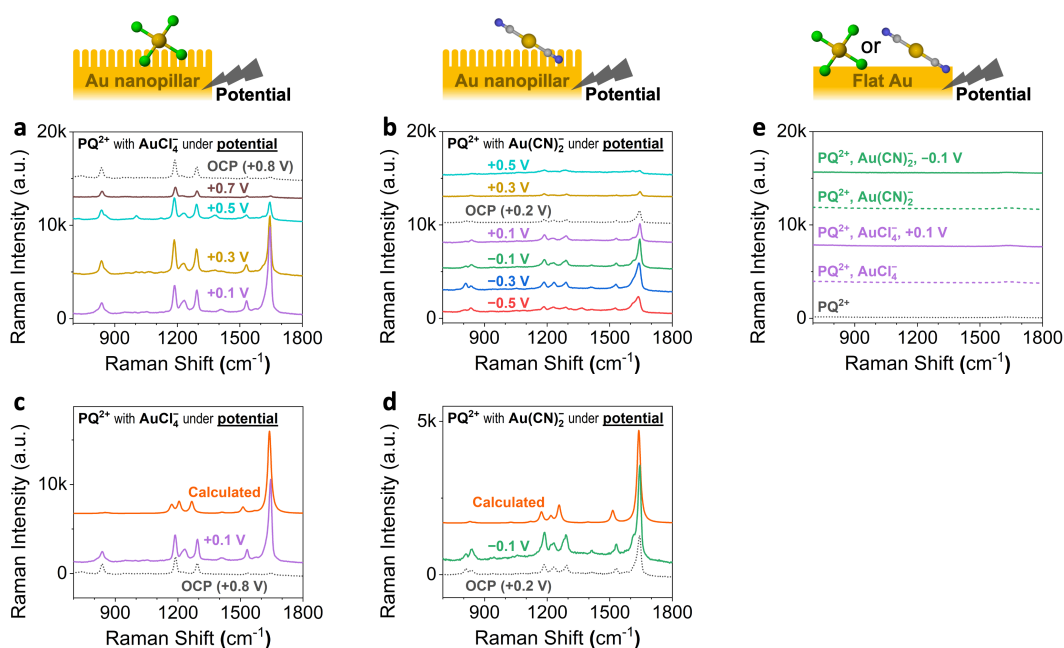 Au nanopillar
Potential
Au nanopillar
Potential
or
Flat Au
Potential
a
PQ²⁺ with AuCl₄⁻ under potential
20k
10k
0
OCP (+0.8 V)
+0.7 V
+0.5 V
+0.3 V
+0.1 V
900 1200 1500 1800
Raman Shift (cm⁻¹)
Raman Intensity (a.u.)
b
PQ²⁺ with Au(CN)₂⁻ under potential
20k
10k
0
+0.5 V
+0.3 V
OCP (+0.2 V)
+0.1 V
−0.1 V
−0.3 V
−0.5 V
900 1200 1500 1800
Raman Shift (cm⁻¹)
Raman Intensity (a.u.)
e
20k
10k
0
PQ²⁺, Au(CN)₂⁻, −0.1 V
PQ²⁺, Au(CN)₂⁻
PQ²⁺, AuCl₄⁻, +0.1 V
PQ²⁺, AuCl₄⁻
PQ²⁺
900 1200 1500 1800
Raman Shift (cm⁻¹)
Raman Intensity (a.u.)
c
PQ²⁺ with AuCl₄⁻ under potential
10k
0
Calculated
+0.1 V
OCP (+0.8 V)
900 1200 1500 1800
Raman Shift (cm⁻¹)
Raman Intensity (a.u.)
d
PQ²⁺ with Au(CN)₂⁻ under potential
5k
0
Calculated
−0.1 V
OCP (+0.2 V)
900 1200 1500 1800
Raman Shift (cm⁻¹)
Raman Intensity (a.u.)